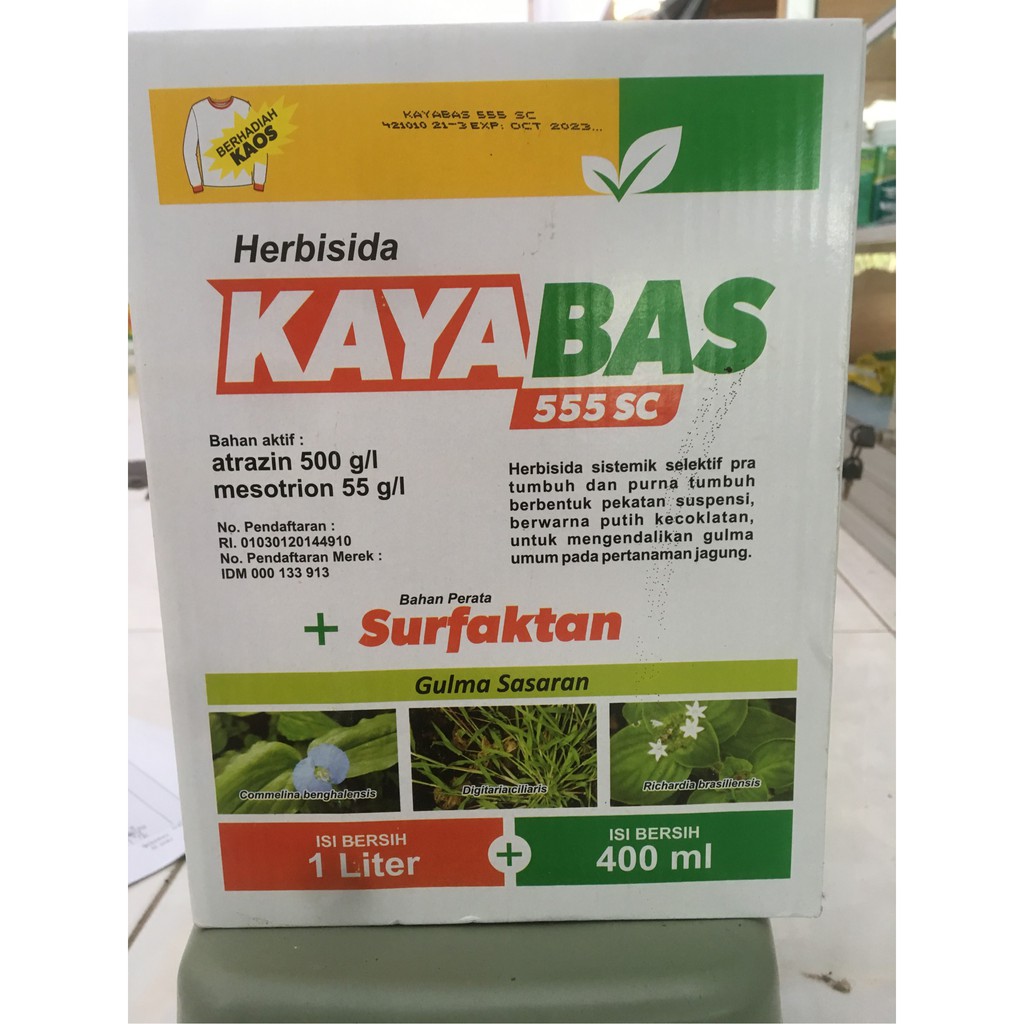 BERHADIAH
KAOS
KAYABAS 555 SC
421010 21-3 EXP: OCT 2023...
Herbisida
KAYABAS
555 SC
Bahan aktif :
atrazin 500 g/l
mesotrion 55 g/l
No. Pendaftaran :
RI. 01030120144910
No. Pendaftaran Merek :
IDM 000 133 913
Herbisida sistemik selektif pra
tumbuh dan purna tumbuh
berbentuk pekatan suspensi,
berwarna putih kecoklatan,
untuk mengendalikan gulma
umum pada pertanaman jagung.
Bahan Perata
+ Surfaktan
Gulma Sasaran
Commelina benghalensis
Digitaria ciliaris
Richardia brasiliensis
ISI BERSIH
1 Liter
+
ISI BERSIH
400 ml